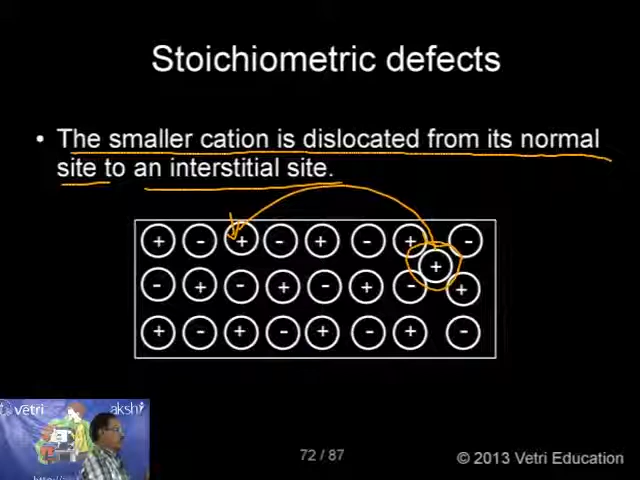 Stoichiometric defects
• The smaller cation is dislocated from its normal
site to an interstitial site.
+ - + - + - + -
+
- + - + - + - +
+ - + - + - + -
vetri akshi
72 / 87
© 2013 Vetri Education